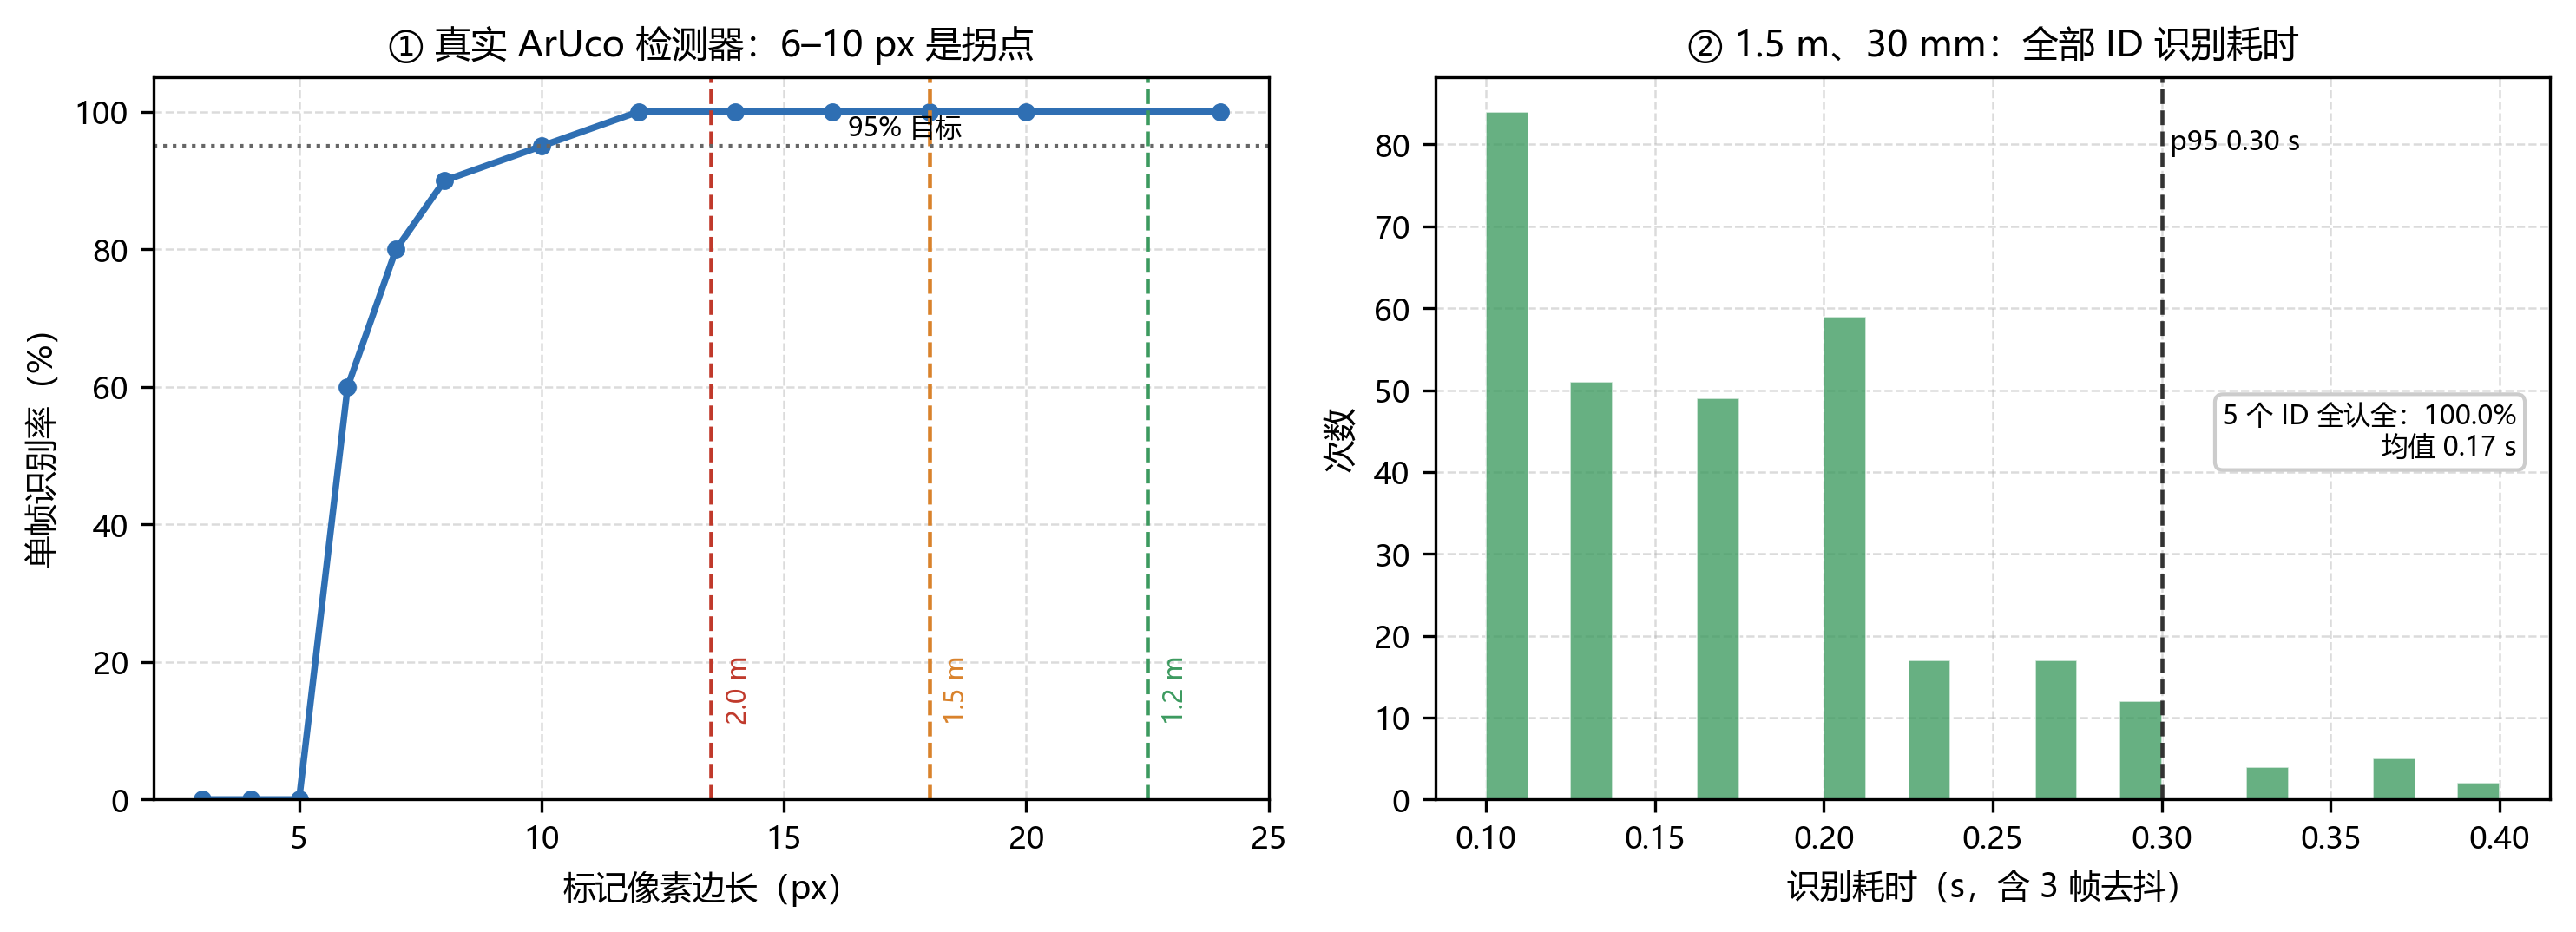 ① 真实 ArUco 检测器：6–10 px 是拐点
100
80
60
40
20
0
单帧识别率（%）
95% 目标
2.0 m
1.5 m
1.2 m
5
10
15
20
25
标记像素边长（px）
② 1.5 m、30 mm：全部 ID 识别耗时
80
70
60
50
40
30
20
10
0
次数
p95 0.30 s
5 个 ID 全认全：100.0%
均值 0.17 s
0.10
0.15
0.20
0.25
0.30
0.35
0.40
识别耗时（s，含 3 帧去抖）